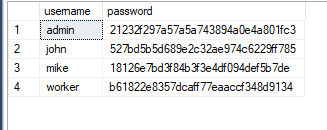 username password
1 admin 21232f297a57a5a743894a0e4a801fc3
2 john 527bd5b5d689e2c32ae974c6229ff785
3 mike 18126e7bd3f84b3f3e4df094def5b7de
4 worker b61822e8357dcaff77eaaccf348d9134